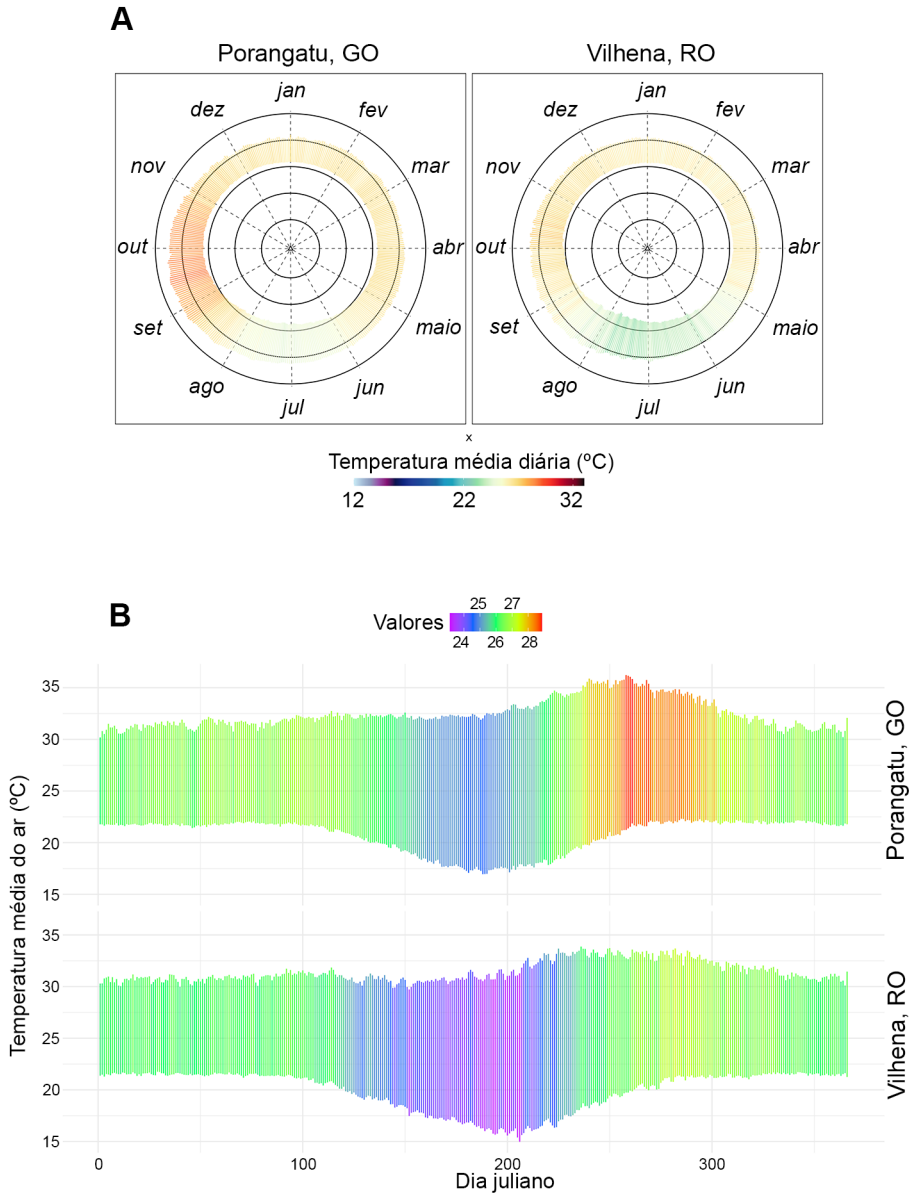 A
Porangatu, GO
Vilhena, RO
jan
fev
mar
abr
maio
jun
jul
ago
set
out
nov
dez
jan
fev
mar
abr
maio
jun
jul
ago
set
out
nov
dez
x
Temperatura média diária (ºC)
12 22 32
B
Valores
25 27
24 26 28
Temperatura média do ar (ºC)
35
30
25
20
15
Porangatu, GO
35
30
25
20
15
Vilhena, RO
0 100 200 300
Dia juliano